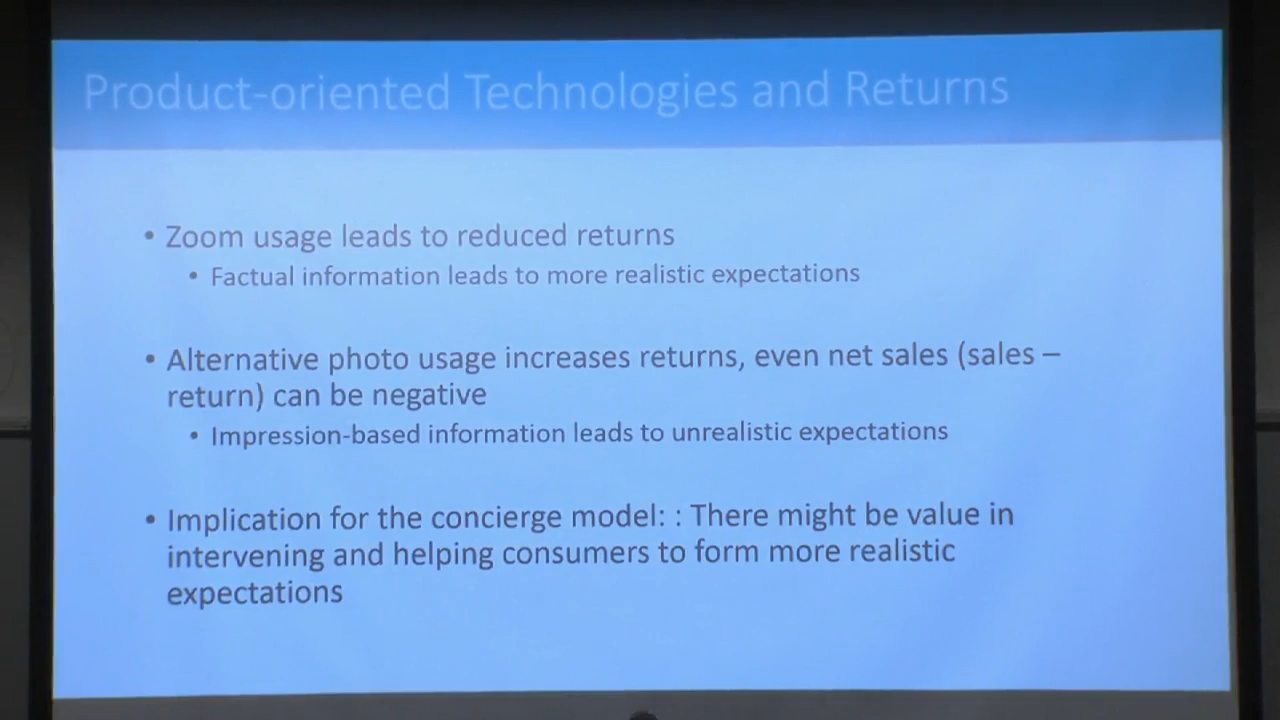 Product-oriented Technologies and Returns
• Zoom usage leads to reduced returns
• Factual information leads to more realistic expectations
• Alternative photo usage increases returns, even net sales (sales –
return) can be negative
• Impression-based information leads to unrealistic expectations
• Implication for the concierge model: : There might be value in
intervening and helping consumers to form more realistic
expectations